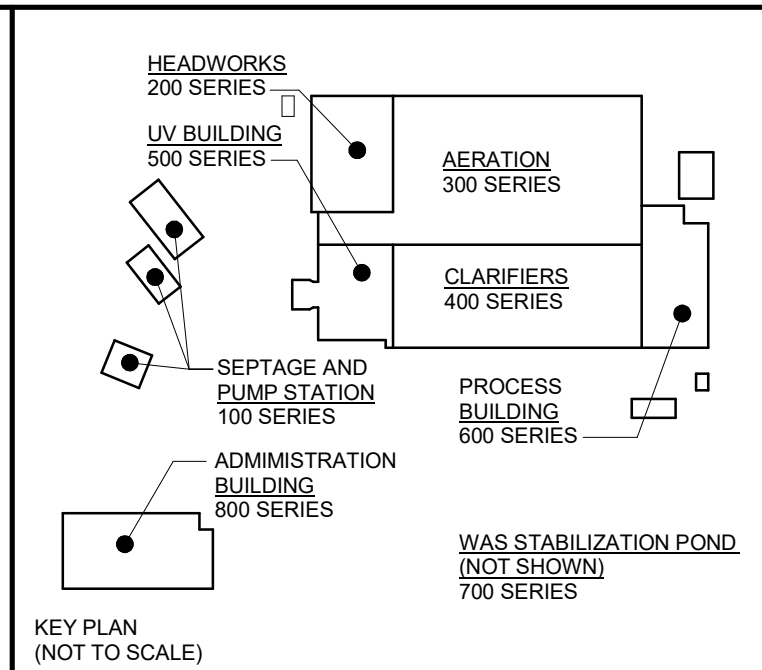 HEADWORKS
200 SERIES
UV BUILDING
500 SERIES
AERATION
300 SERIES
CLARIFIERS
400 SERIES
SEPTAGE AND
PUMP STATION
100 SERIES
PROCESS
BUILDING
600 SERIES
ADMIMISTRATION
BUILDING
800 SERIES
WAS STABILIZATION POND
(NOT SHOWN)
700 SERIES
KEY PLAN
(NOT TO SCALE)